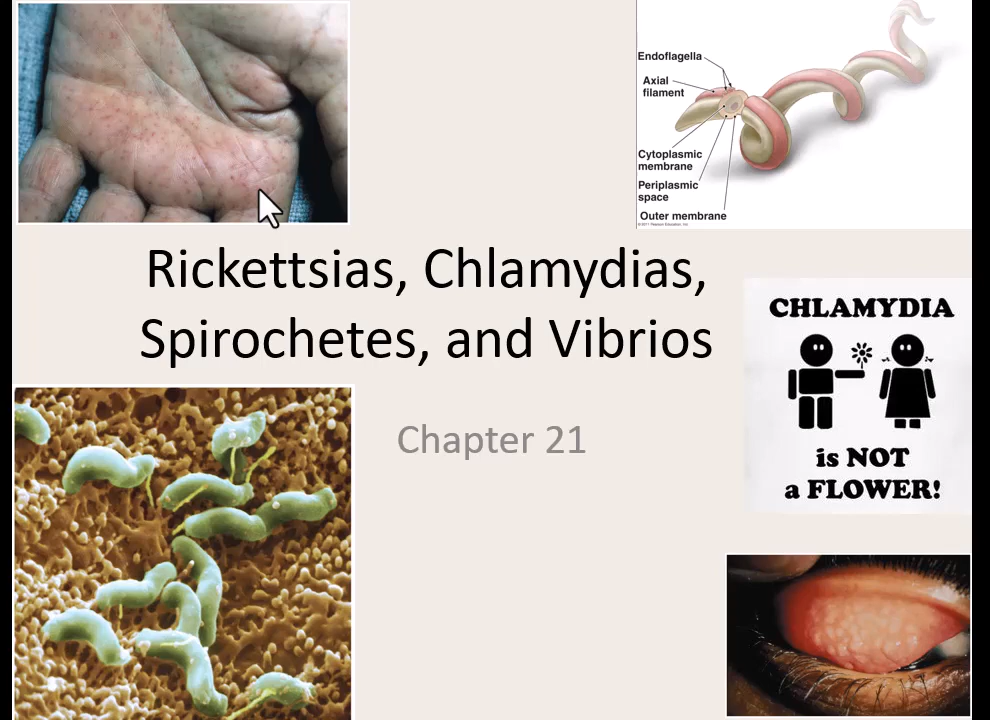 Endoflagella
Axial
filament
Cytoplasmic
membrane
Periplasmic
space
Outer membrane
Rickettsias, Chlamydias,
Spirochetes, and Vibrios
Chapter 21
CHLAMYDIA
is NOT
a FLOWER!